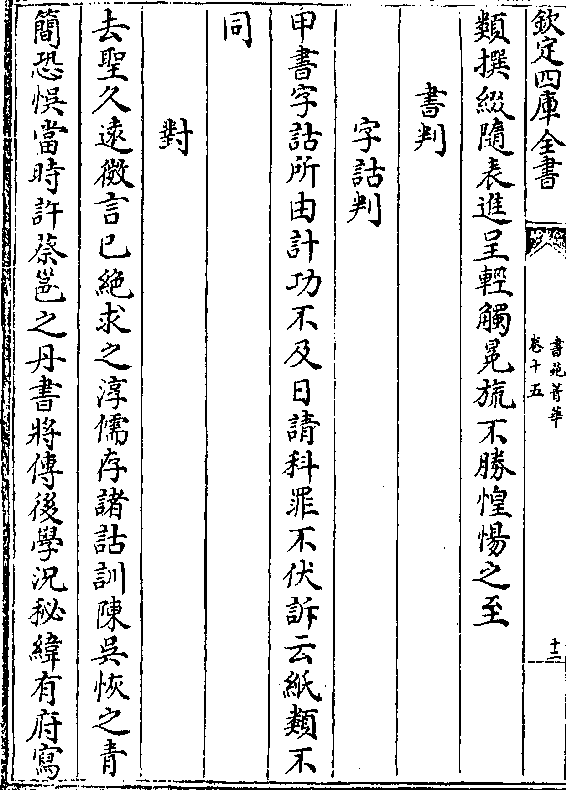 欽定四庫全書
書苑菁華
卷十五
十二
類撰綴隨表進呈輕觸冕旒不勝惶惕之至
書判
字詁判
申書字詁所由計功不及日請科罪不伏訴云紙類不
同
對
去聖久遠微言已絶求之淳儒存諸詁訓陳吳恢之青
簡恐悞當時許蔡邕之丹書將傳後學況秘緯有府寫